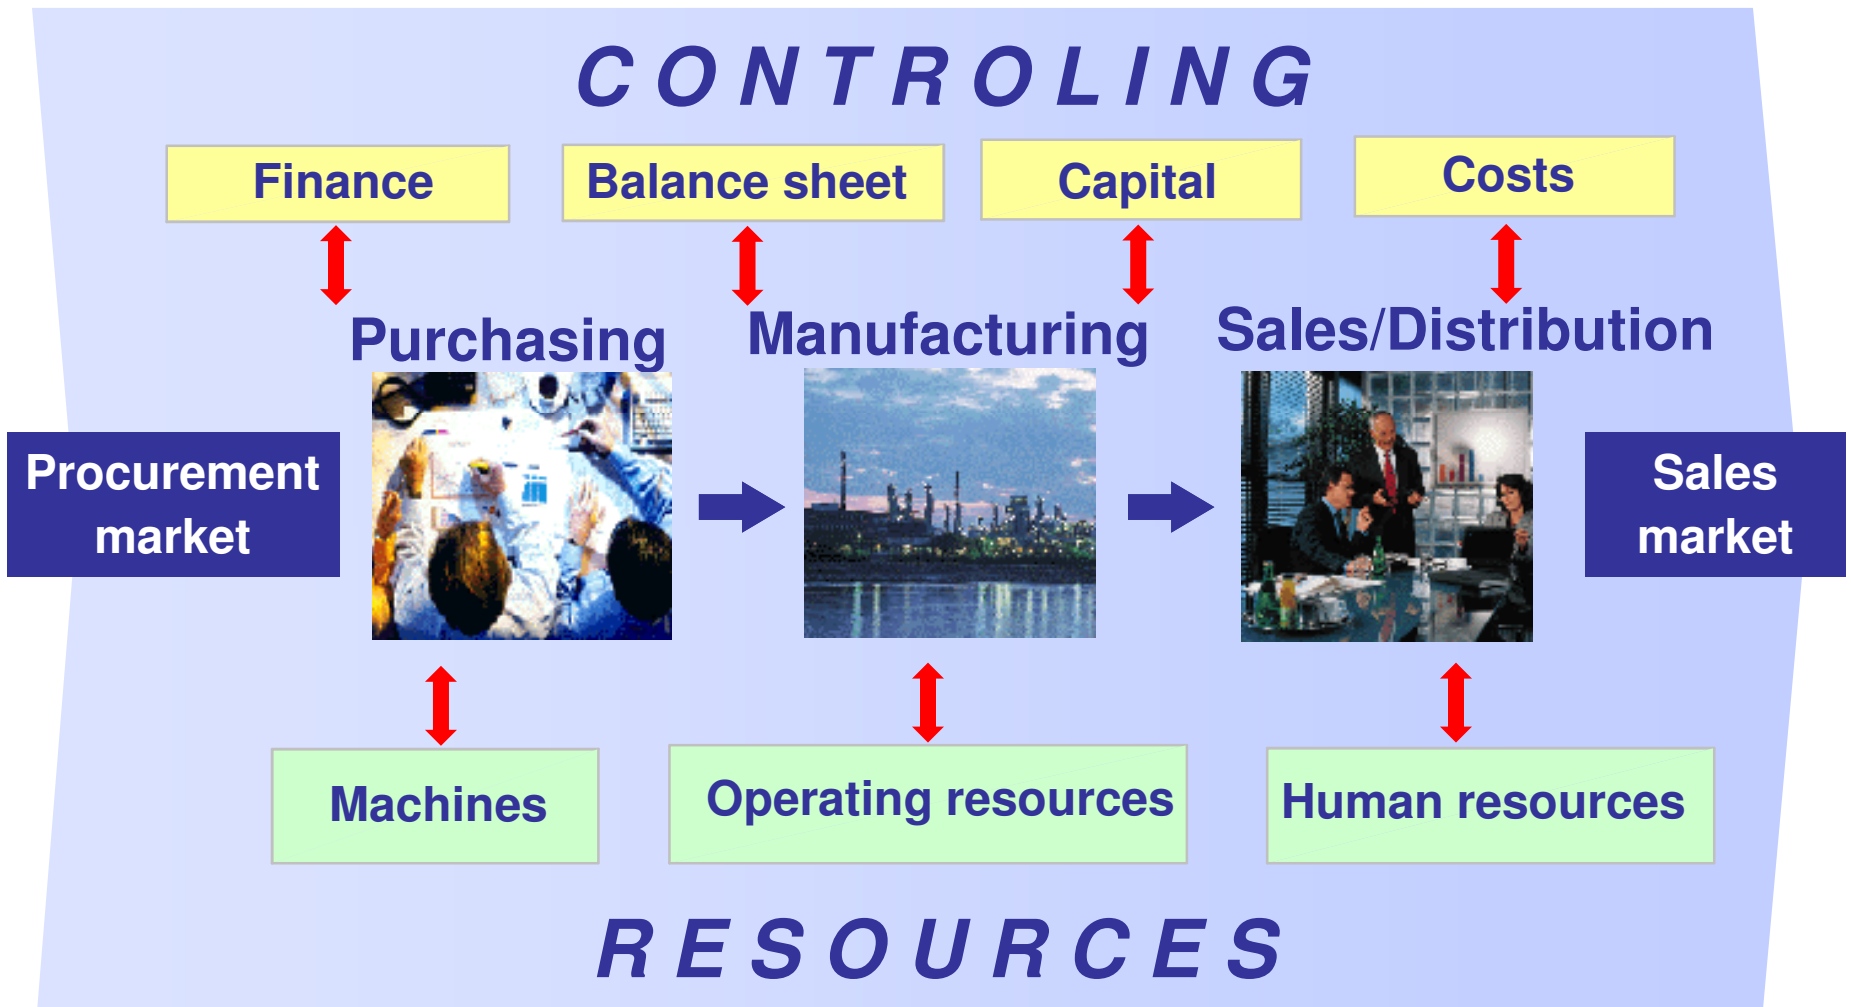 CONTROLING
Finance
Balance sheet
Capital
Costs
Purchasing
Manufacturing
Sales/Distribution
Procurement
market
Sales
market
Machines
Operating resources
Human resources
RESOURCES